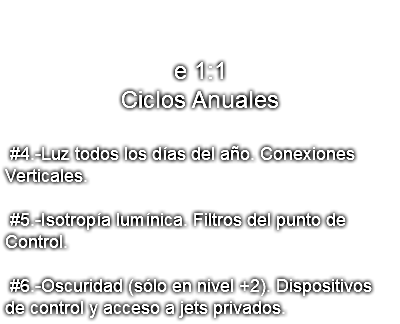 e 1:1
Ciclos Anuales
#4.-Luz todos los días del año. Conexiones
Verticales.
#5.-Isotropía lumínica. Filtros del punto de
Control.
#6.-Oscuridad (sólo en nivel +2). Dispositivos
de control y acceso a jets privados.